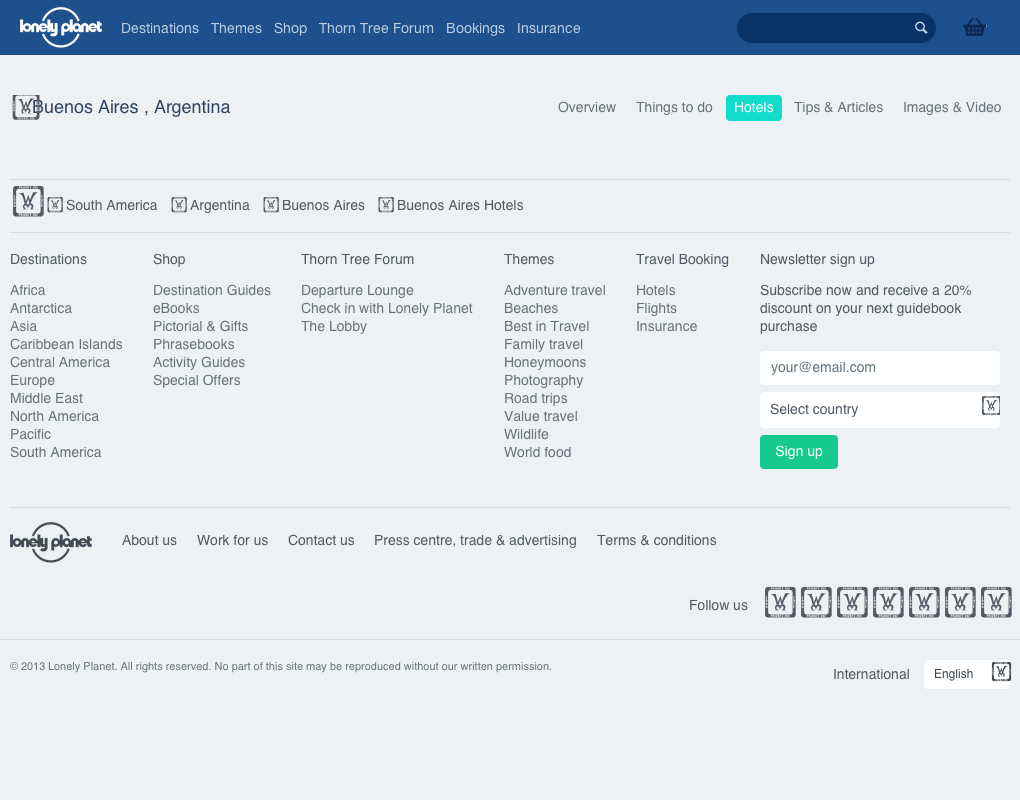 lonely planet
Destinations Themes Shop Thorn Tree Forum Bookings Insurance
Buenos Aires , Argentina
Overview Things to do Hotels Tips & Articles Images & Video
South America Argentina Buenos Aires Buenos Aires Hotels
Destinations
Africa
Antarctica
Asia
Caribbean Islands
Central America
Europe
Middle East
North America
Pacific
South America
Shop
Destination Guides
eBooks
Pictorial & Gifts
Phrasebooks
Activity Guides
Special Offers
Thorn Tree Forum
Departure Lounge
Check in with Lonely Planet
The Lobby
Themes
Adventure travel
Beaches
Best in Travel
Family travel
Honeymoons
Photography
Road trips
Value travel
Wildlife
World food
Travel Booking
Hotels
Flights
Insurance
Newsletter sign up
Subscribe now and receive a 20%
discount on your next guidebook
purchase
your@email.com
Select country
Sign up
lonely planet
About us Work for us Contact us Press centre, trade & advertising Terms & conditions
Follow us
© 2013 Lonely Planet. All rights reserved. No part of this site may be reproduced without our written permission.
International English